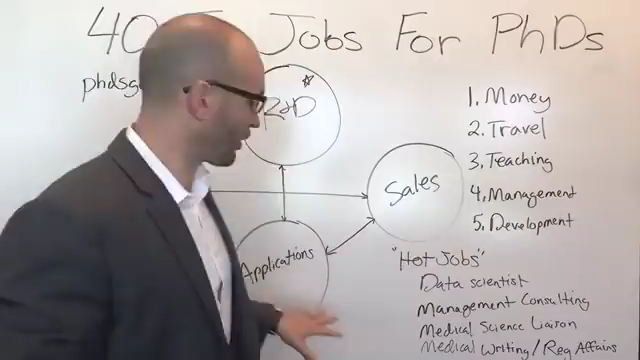 40 Jobs For PhDs
phdsg
R&D
1. Money
2. Travel
3. Teaching
Sales
4. Management
5. Development
Applications
"Hot Jobs"
Data scientist
Management Consulting
Medical Science Liaison
Medical Writing/Reg Affairs